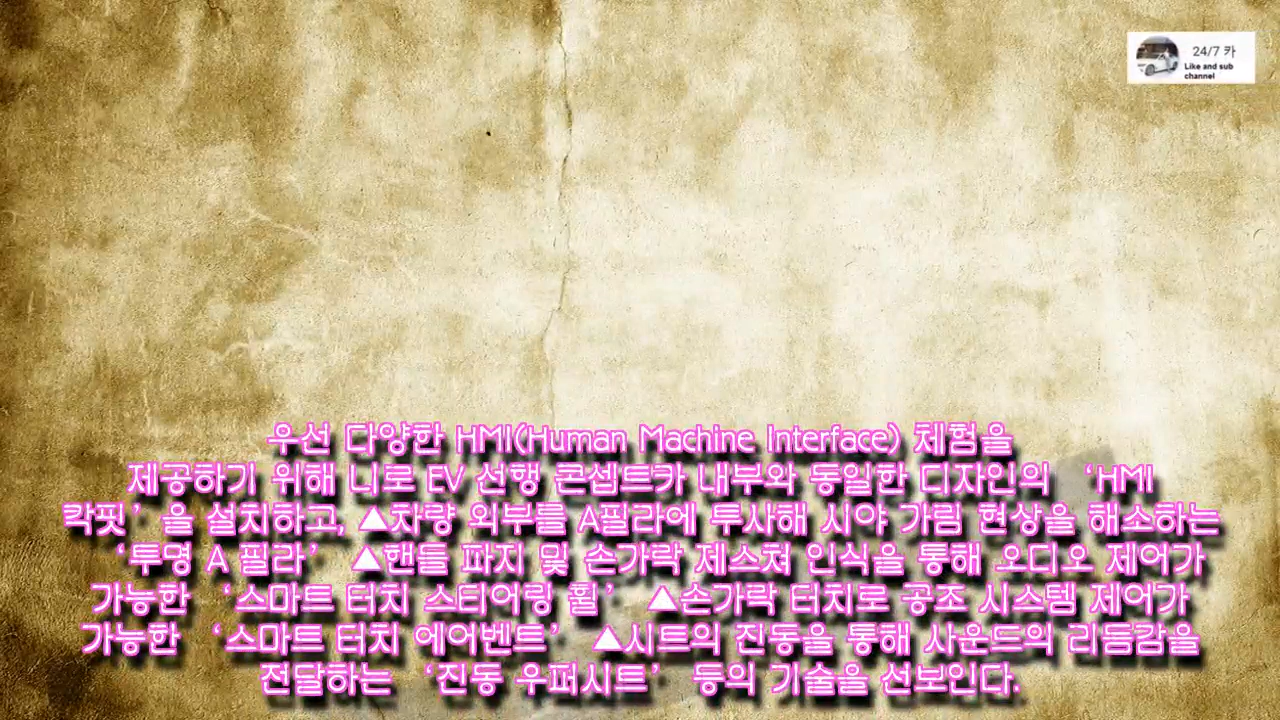 24/7 카
Like and sub
channel
우선 다양한 HMI(Human Machine Interface) 체험을
제공하기 위해 니로 EV 선행 콘셉트카 내부와 동일한 디자인의 ‘HMI
칵핏’을 설치하고, ▲차량 외부를 A필라에 투사해 시야 가림 현상을 해소하는
‘투명 A 필라’ ▲핸들 파지 및 손가락 제스쳐 인식을 통해 오디오 제어가
가능한 ‘스마트 터치 스티어링 휠’ ▲손가락 터치로 공조 시스템 제어가
가능한 ‘스마트 터치 에어벤트’ ▲시트의 진동을 통해 사운드의 리듬감을
전달하는 ‘진동 우퍼시트’ 등의 기술을 선보인다.